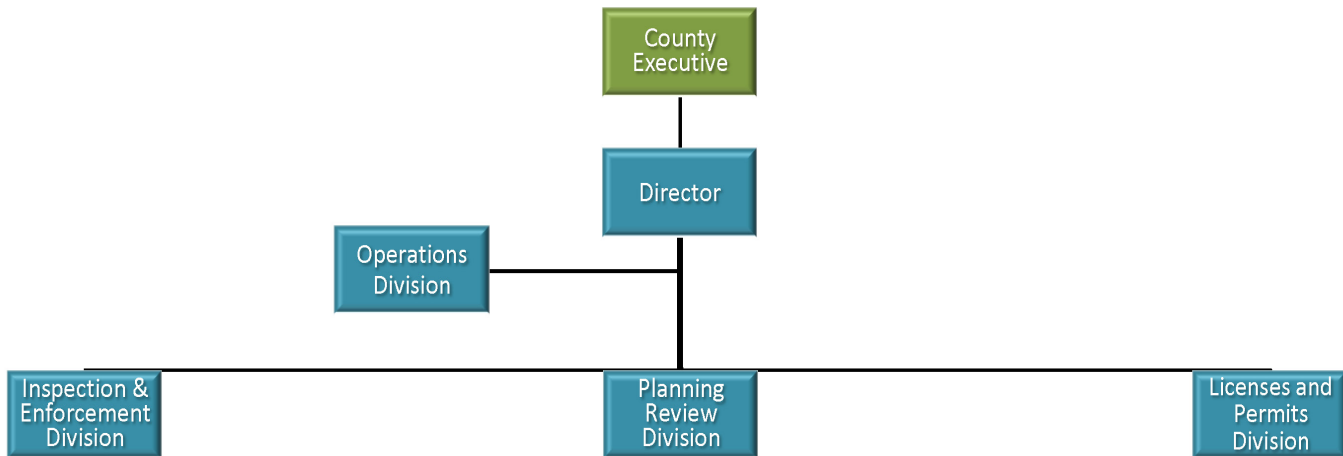 County
Executive
Director
Operations
Division
Inspection &
Enforcement
Division
Planning
Review
Division
Licenses and
Permits
Division